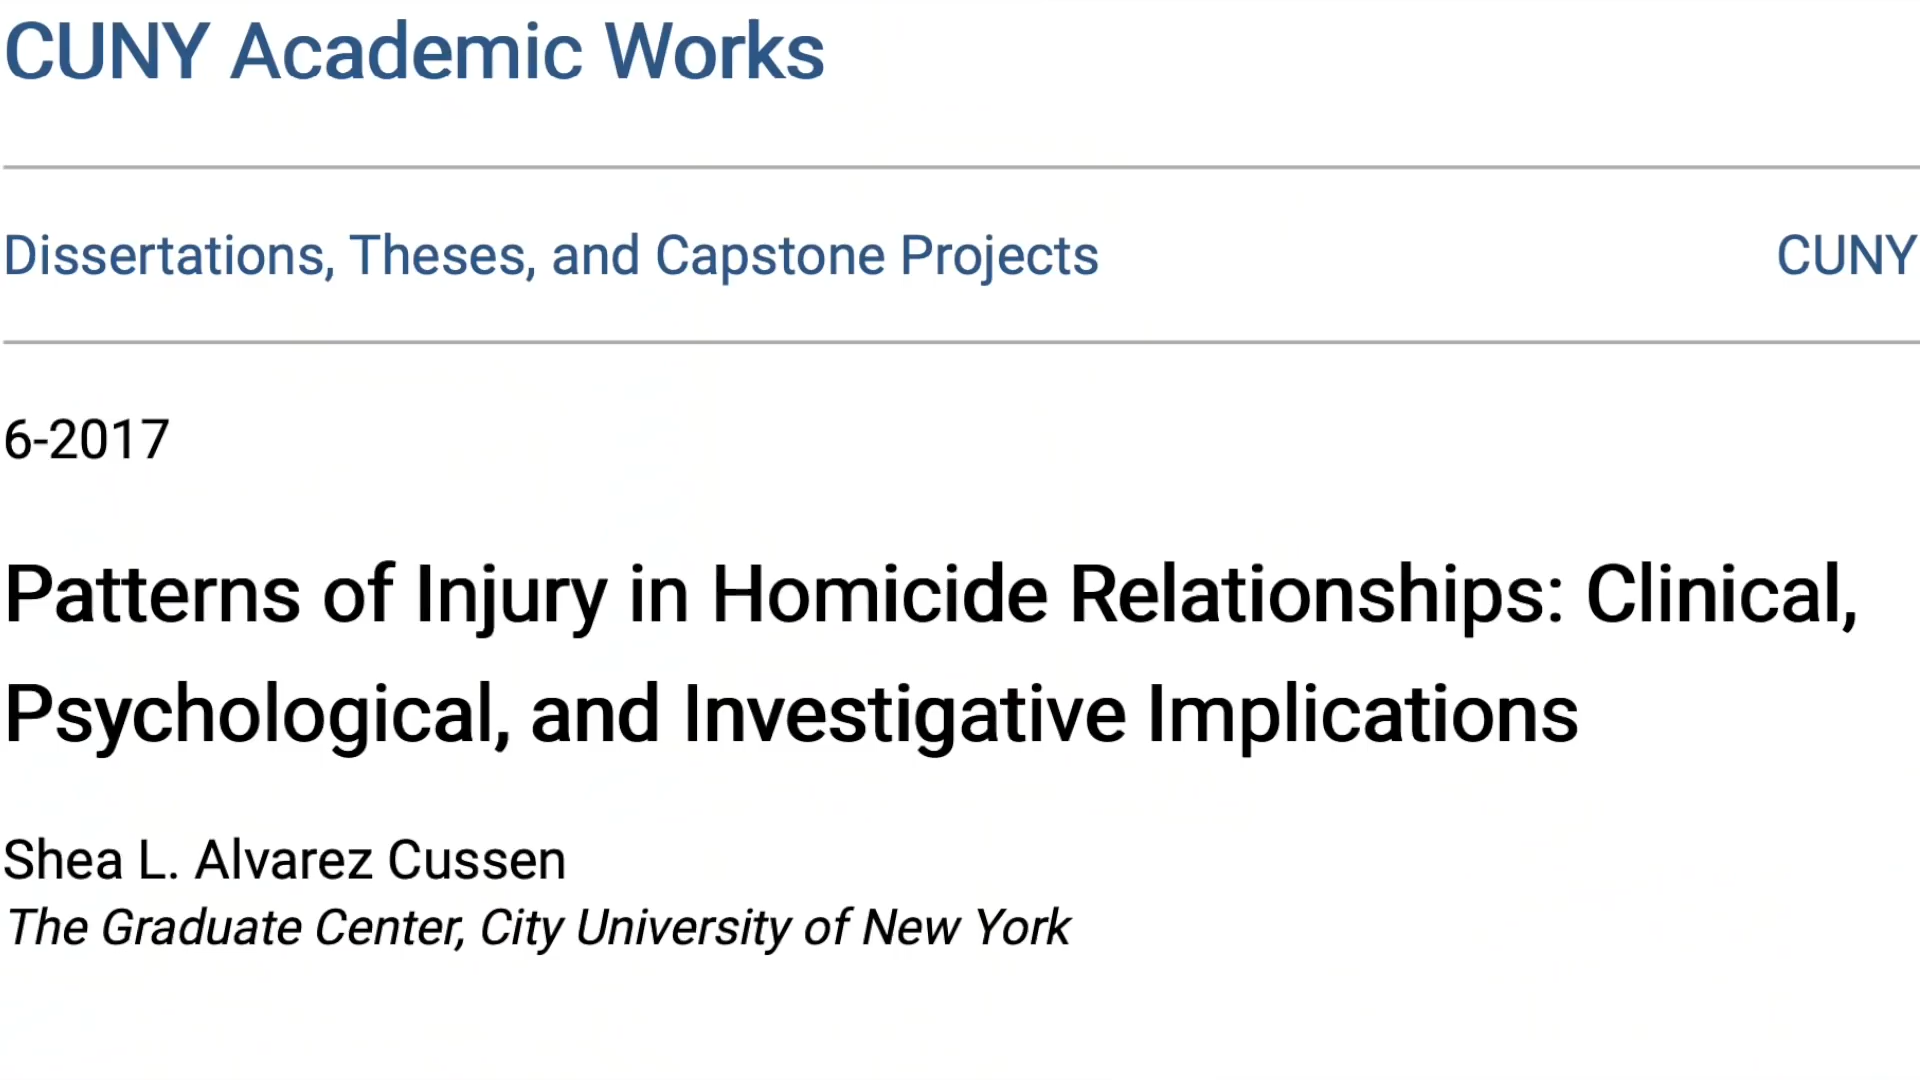 CUNY Academic Works
Dissertations, Theses, and Capstone Projects CUNY
6-2017
Patterns of Injury in Homicide Relationships: Clinical,
Psychological, and Investigative Implications
Shea L. Alvarez Cussen
The Graduate Center, City University of New York